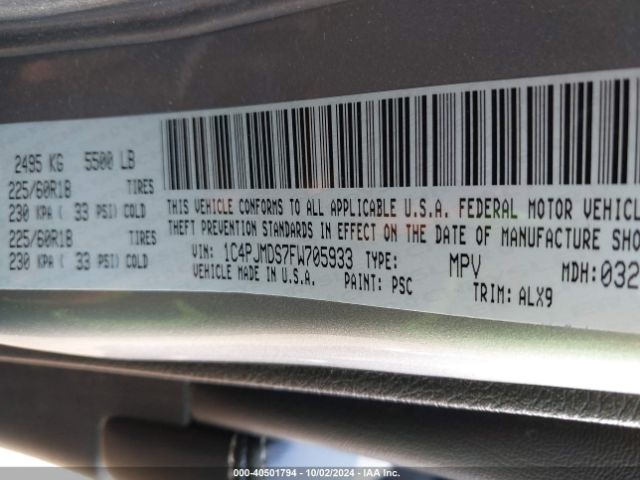 2495 KG 5500 LB
225/60R18 TIRES
230 KPA ( 33 PSI) COLD
225/60R18 TIRES
230 KPA ( 33 PSI) COLD
THIS VEHICLE CONFORMS TO ALL APPLICABLE U.S.A. FEDERAL MOTOR VEHICLE
THEFT PREVENTION STANDARDS IN EFFECT ON THE DATE OF MANUFACTURE SHO
VIN: 1C4PJMDS7FW705933 TYPE: MPV MDH:032
VEHICLE MADE IN U.S.A. PAINT: PSC TRIM: ALX9
000-40501794 - 10/02/2024 - IAA Inc.